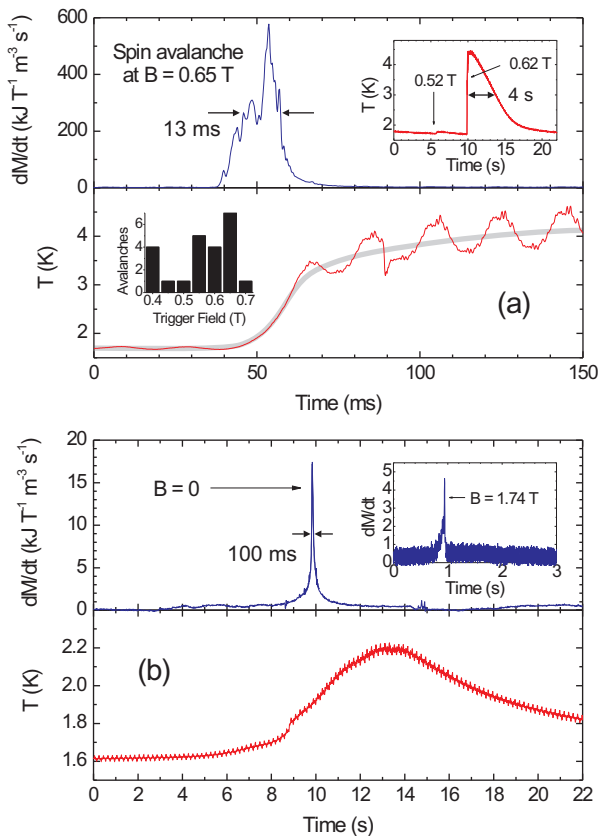 600
400
200
0
dM/dt (kJ T⁻¹ m⁻³ s⁻¹)
Spin avalanche
at B = 0.65 T
13 ms
4
3
2
T (K)
0.52 T
0.62 T
4 s
0 10 20
Time (s)
4
3
2
T (K)
6
4
2
0
Avalanches
0.4 0.5 0.6 0.7
Trigger Field (T)
(a)
0 50 100 150
Time (ms)
20
15
10
5
0
dM/dt (kJ T⁻¹ m⁻³ s⁻¹)
B = 0
100 ms
5
4
3
2
1
0
dM/dt
B = 1.74 T
0 1 2 3
Time (s)
2.2
2.0
1.8
1.6
T (K)
(b)
0 2 4 6 8 10 12 14 16 18 20 22
Time (s)